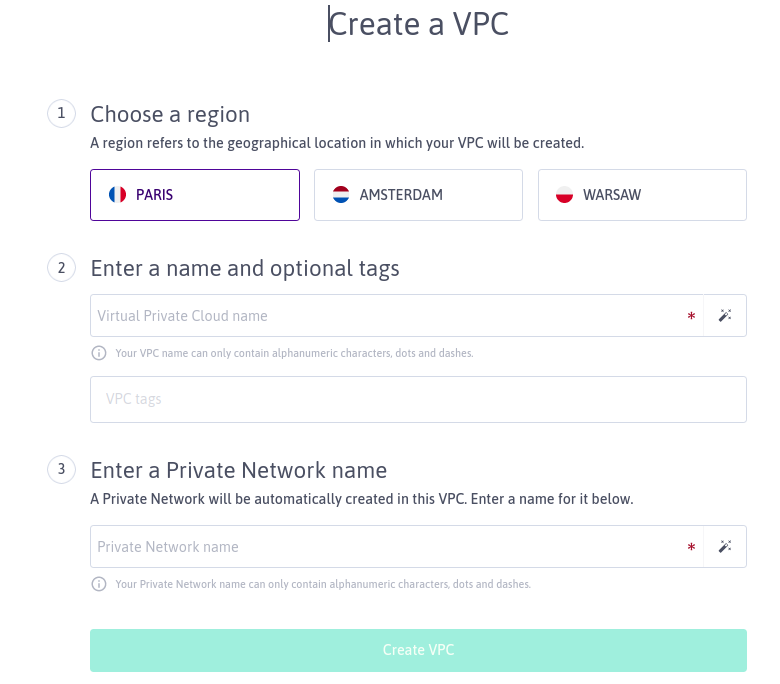 Create a VPC
1
Choose a region
A region refers to the geographical location in which your VPC will be created.
PARIS
AMSTERDAM
WARSAW
2
Enter a name and optional tags
Virtual Private Cloud name *
Your VPC name can only contain alphanumeric characters, dots and dashes.
VPC tags
3
Enter a Private Network name
A Private Network will be automatically created in this VPC. Enter a name for it below.
Private Network name *
Your Private Network name can only contain alphanumeric characters, dots and dashes.
Create VPC